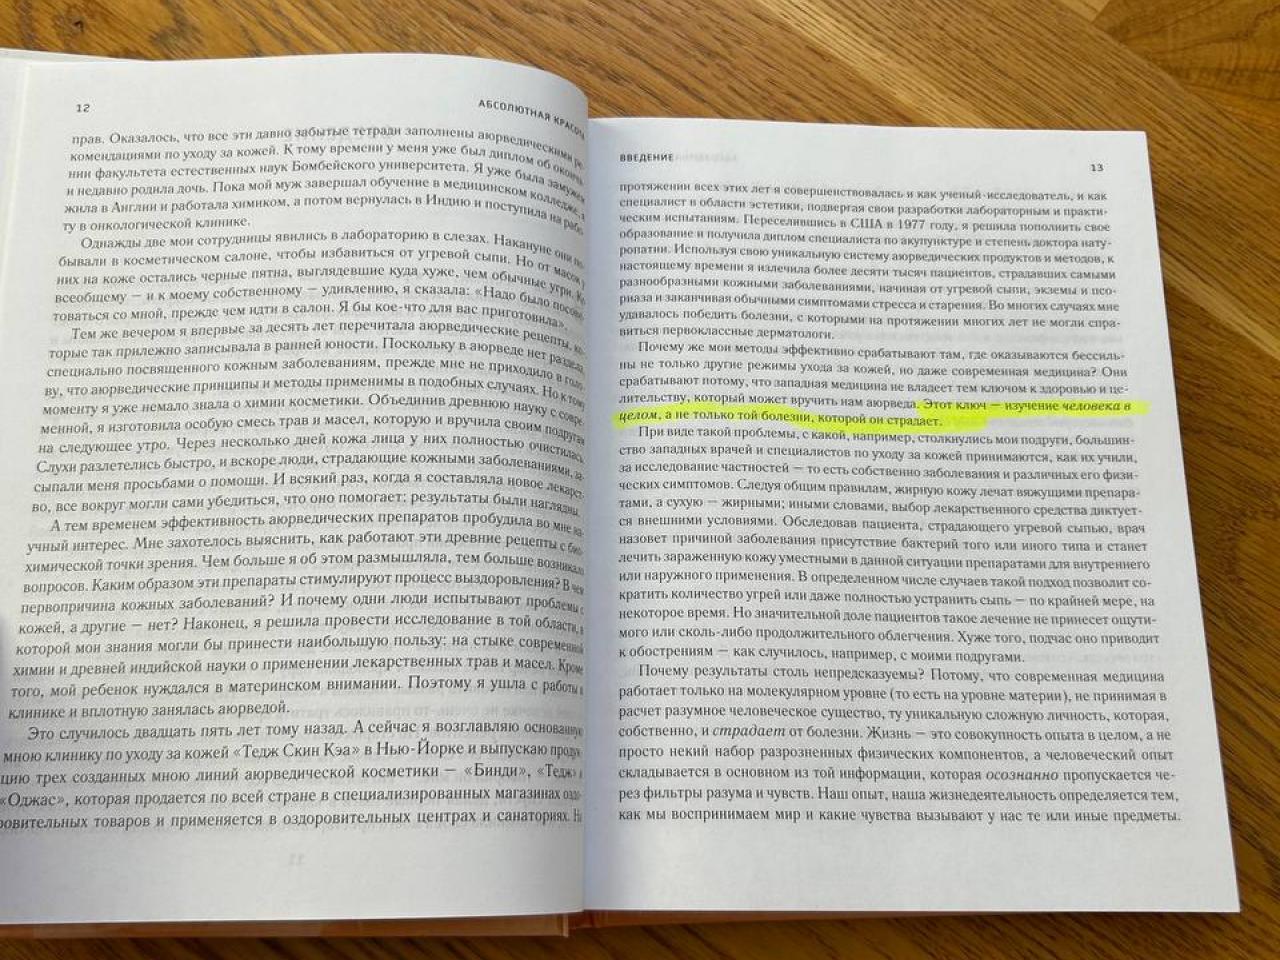 12
АБСОЛЮТНАЯ КРАСОТА
прав. Оказалось, что все эти давно забытые тетради заполнены аюрведическими ре-
комендациями по уходу за кожей. К тому времени у меня уже был диплом об оконча-
нии факультета естественных наук Бомбейского университета. Я уже была замужем
и недавно родила дочь. Пока мой муж завершал обучение в медицинском колледже, я
жила в Англии и работала химиком, а потом вернулась в Индию и поступила на рабо-
ту в онкологической клинике.
Однажды две мои сотрудницы явились в лабораторию в слезах. Накануне они по-
бывали в косметическом салоне, чтобы избавиться от угревой сыпи. Но от масок у
них на коже остались черные пятна, выглядевшие куда хуже, чем обычные угри. Ко
всеобщему — и к моему собственному — удивлению, я сказала: «Надо было посове-
товаться со мной, прежде чем идти в салон. Я бы кое-что для вас приготовила».
Тем же вечером я впервые за десять лет перечитала аюрведические рецепты, ко-
торые так прилежно записывала в ранней юности. Поскольку в аюрведе нет раздела,
специально посвященного кожным заболеваниям, прежде мне не приходило в голо-
ву, что аюрведические принципы и методы применимы в подобных случаях. Но к тому
моменту я уже немало знала о химии косметики. Объединив древнюю науку с совре-
менной, я изготовила особую смесь трав и масел, которую и вручила своим подругам
на следующее утро. Через несколько дней кожа лица у них полностью очистилась.
Слухи разлетелись быстро, и вскоре люди, страдающие кожными заболеваниями, за-
сыпали меня просьбами о помощи. И всякий раз, когда я составляла новое лекарст-
во, все вокруг могли сами убедиться, что оно помогает: результаты были наглядны.
А тем временем эффективность аюрведических препаратов пробудила во мне на-
учный интерес. Мне захотелось выяснить, как работают эти древние рецепты с био-
химической точки зрения. Чем больше я об этом размышляла, тем больше возникало
вопросов. Каким образом эти препараты стимулируют процесс выздоровления? В чем
первопричина кожных заболеваний? И почему одни люди испытывают проблемы с
кожей, а другие — нет? Наконец, я решила провести исследование в той области, в
которой мои знания могли бы принести наибольшую пользу: на стыке современной
химии и древней индийской науки о применении лекарственных трав и масел. Кроме
того, мой ребенок нуждался в материнском внимании. Поэтому я ушла с работы в
клинике и вплотную занялась аюрведой.
Это случилось двадцать пять лет тому назад. А сейчас я возглавляю основанную
мною клинику по уходу за кожей «Тедж Скин Кэа» в Нью-Йорке и выпускаю продук-
цию трех созданных мною линий аюрведической косметики — «Бинди», «Тедж» и
«Оджас», которая продается по всей стране в специализированных магазинах оздо-
ровительных товаров и применяется в оздоровительных центрах и санаториях. На
ВВЕДЕНИЕ
13
протяжении всех этих лет я совершенствовалась и как ученый-исследователь, и как
специалист в области эстетики, подвергая свои разработки лабораторным и практи-
ческим испытаниям. Переселившись в США в 1977 году, я решила пополнить своё
образование и получила диплом специалиста по акупунктуре и степень доктора нату-
ропатии. Используя свою уникальную систему аюрведических продуктов и методов, к
настоящему времени я излечила более десяти тысяч пациентов, страдавших самыми
разнообразными кожными заболеваниями, начиная от угревой сыпи, экземы и псо-
риаза и заканчивая обычными симптомами стресса и старения. Во многих случаях мне
удавалось победить болезни, с которыми на протяжении многих лет не могли спра-
виться первоклассные дерматологи.
Почему же мои методы эффективно срабатывают там, где оказываются бессиль-
ны не только другие режимы ухода за кожей, но даже современная медицина? Они
срабатывают потому, что западная медицина не владеет тем ключом к здоровью и це-
лительству, который может вручить нам аюрведа. Этот ключ — изучение человека в
целом, а не только той болезни, которой он страдает.
При виде такой проблемы, с какой, например, столкнулись мои подруги, большин-
ство западных врачей и специалистов по уходу за кожей принимаются, как их учили,
за исследование частностей — то есть собственно заболевания и различных его физи-
ческих симптомов. Следуя общим правилам, жирную кожу лечат вяжущими препара-
тами, а сухую — жирными; иными словами, выбор лекарственного средства диктует-
ся внешними условиями. Обследовав пациента, страдающего угревой сыпью, врач
назовет причиной заболевания присутствие бактерий того или иного типа и станет
лечить зараженную кожу уместными в данной ситуации препаратами для внутреннего
или наружного применения. В определенном числе случаев такой подход позволит со-
кратить количество угрей или даже полностью устранить сыпь — по крайней мере, на
некоторое время. Но значительной доле пациентов такое лечение не принесет ощути-
мого или сколь-либо продолжительного облегчения. Хуже того, подчас оно приводит
к обострениям — как случилось, например, с моими подругами.
Почему результаты столь непредсказуемы? Потому, что современная медицина
работает только на молекулярном уровне (то есть на уровне материи), не принимая в
расчет разумное человеческое существо, ту уникальную сложную личность, которая,
собственно, и страдает от болезни. Жизнь — это совокупность опыта в целом, а не
просто некий набор разрозненных физических компонентов, а человеческий опыт
складывается в основном из той информации, которая осознанно пропускается че-
рез фильтры разума и чувств. Наш опыт, наша жизнедеятельность определяется тем,
как мы воспринимаем мир и какие чувства вызывают у нас те или иные предметы.